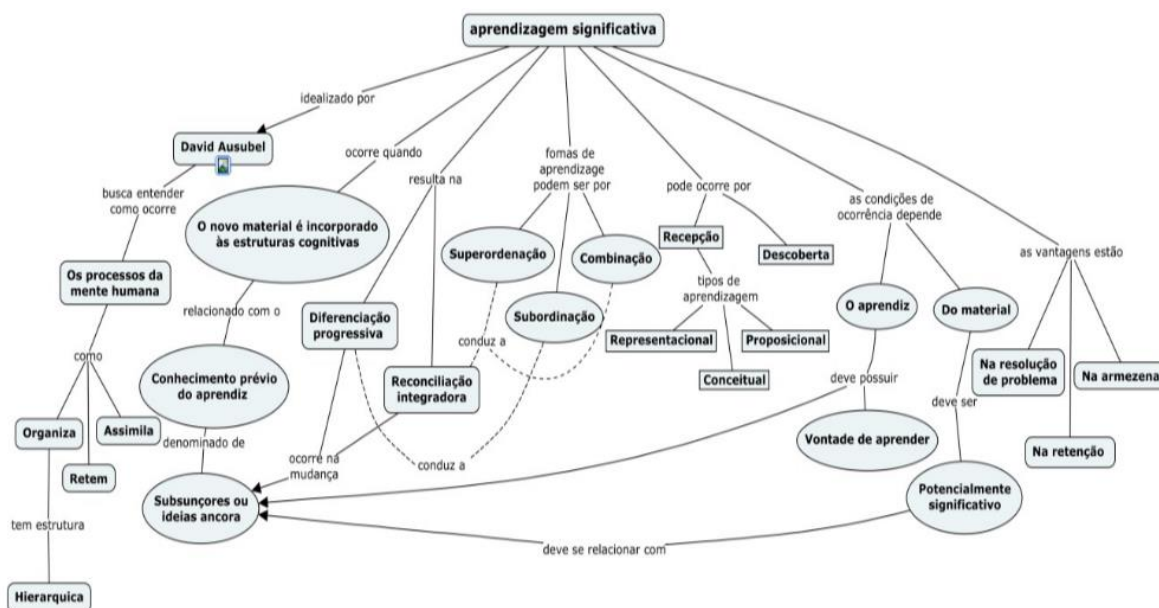 aprendizagem significativa
idealizado por
David Ausubel
busca entender
como ocorre
Os processos da
mente humana
como
Organiza
Retem
Assimila
tem estrutura
Hierarquica
ocorre quando
O novo material é incorporado
às estruturas cognitivas
relacionado com o
Conhecimento prévio
do aprendiz
denominado de
Subsunçores ou
ideias ancora
resulta na
Diferenciação
progressiva
Reconciliação
integradora
ocorre na
mudança
fomas de
aprendizage
podem ser por
Superordenação
Combinação
Subordinação
conduz a
conduz a
pode ocorre por
Recepção
Descoberta
tipos de
aprendizagem
Representacional
Proposicional
Conceitual
as condições de
ocorrência depende
O aprendiz
Do material
deve possuir
deve ser
Vontade de aprender
Potencialmente
significativo
deve se relacionar com
as vantagens estão
Na resolução
de problema
Na armezena
Na retenção